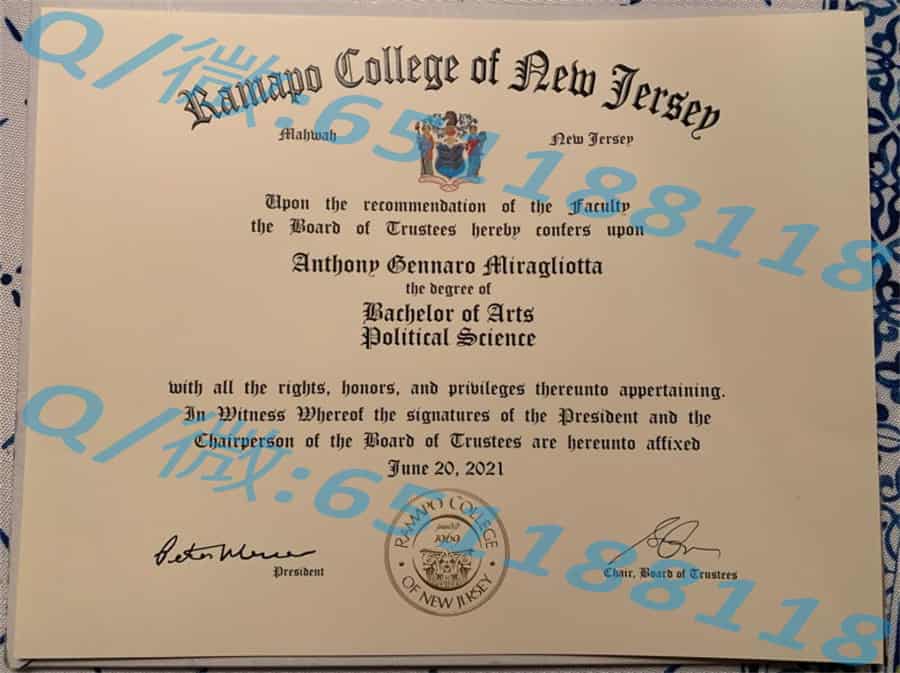 Q/微:65188118
Ramapo College of New Jersey
Mahwah
New Jersey
Upon the recommendation of the Faculty
the Board of Trustees hereby confers upon
Anthony Gennaro Miragliotta
the degree of
Bachelor of Arts
Political Science
with all the rights, honors, and privileges thereunto appertaining.
In Witness Whereof the signatures of the President and the
Chairperson of the Board of Trustees are hereunto affixed
June 20, 2021
Q/微:65188118
RAMAPO COLLEGE
1969
OF NEW JERSEY
Peter Mercer
President
Chair, Board of Trustees